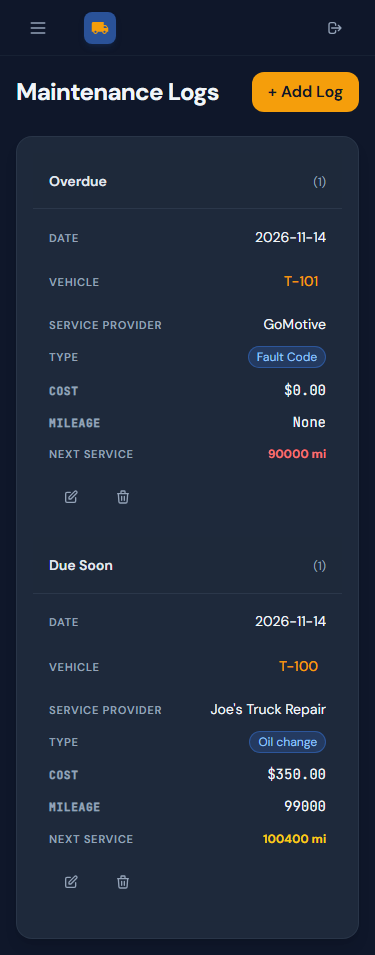 Maintenance Logs
+ Add Log
Overdue (1)
DATE 2026-11-14
VEHICLE T-101
SERVICE PROVIDER GoMotive
TYPE Fault Code
COST $0.00
MILEAGE None
NEXT SERVICE 90000 mi
Due Soon (1)
DATE 2026-11-14
VEHICLE T-100
SERVICE PROVIDER Joe's Truck Repair
TYPE Oil change
COST $350.00
MILEAGE 99000
NEXT SERVICE 100400 mi